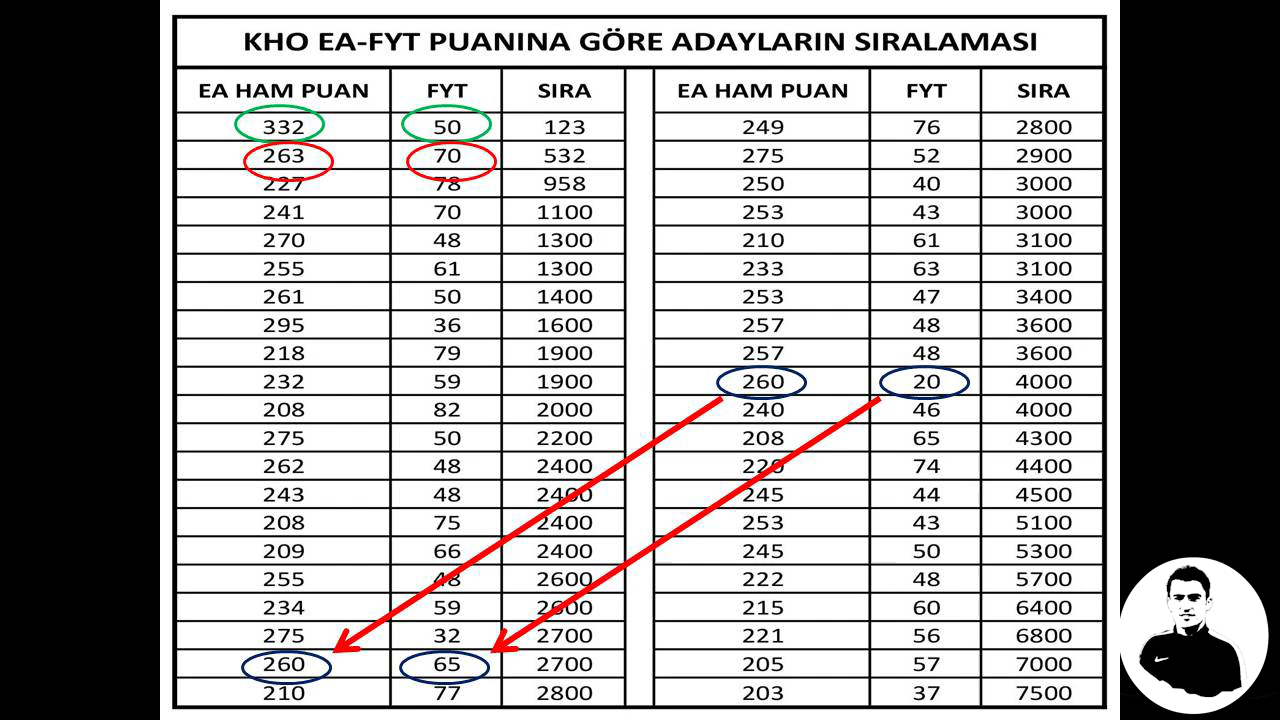 KHO EA-FYT PUANINA GÖRE ADAYLARIN SIRALAMASI
EA HAM PUAN FYT SIRA EA HAM PUAN FYT SIRA
332 50 123 249 76 2800
263 70 532 275 52 2900
227 78 958 250 40 3000
241 70 1100 253 43 3000
270 48 1300 210 61 3100
255 61 1300 233 63 3100
261 50 1400 253 47 3400
295 36 1600 257 48 3600
218 79 1900 257 48 3600
232 59 1900 260 20 4000
208 82 2000 240 46 4000
275 50 2200 208 65 4300
262 48 2400 220 74 4400
243 48 2400 245 44 4500
208 75 2400 253 43 5100
209 66 2400 245 50 5300
255 48 2600 222 48 5700
234 59 2600 215 60 6400
275 32 2700 221 56 6800
260 65 2700 205 57 7000
210 77 2800 203 37 7500